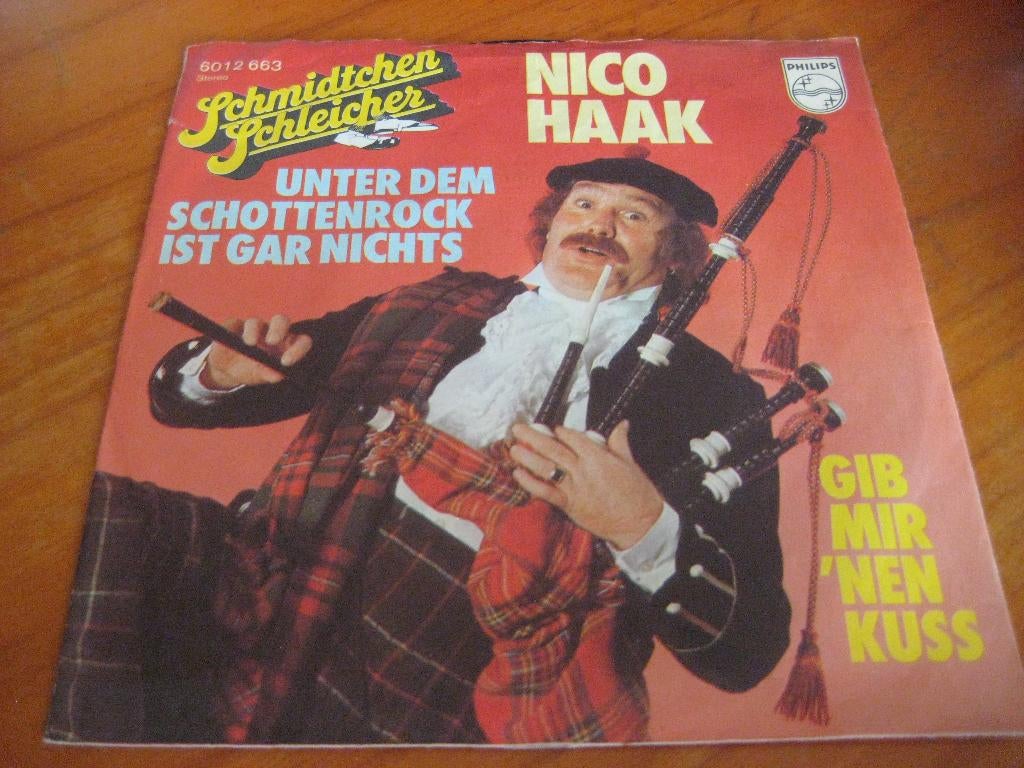 6012 663
Stereo
Schmidtchen
Schleicher
NICO
HAAK
PHILIPS
UNTER DEM
SCHOTTENROCK
IST GAR NICHTS
GIB
MIR
'NEN
KUSS